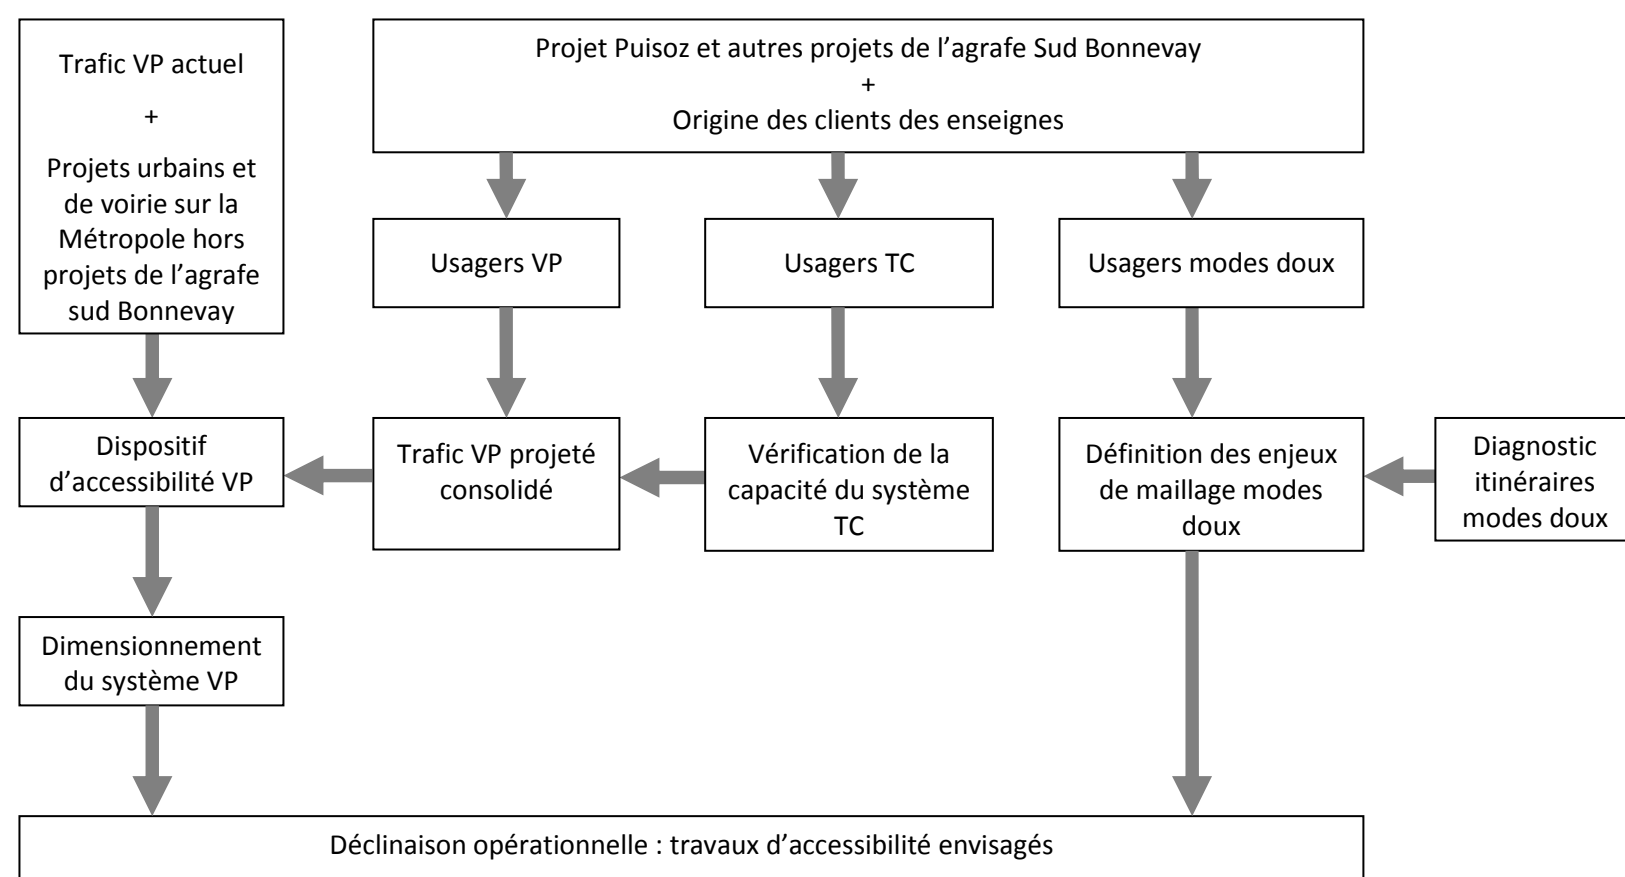 Trafic VP actuel
+
Projets urbains et
de voirie sur la
Métropole hors
projets de l’agrafe
sud Bonnevay
Projet Puisoz et autres projets de l’agrafe Sud Bonnevay
+
Origine des clients des enseignes
Usagers VP
Usagers TC
Usagers modes doux
Dispositif
d’accessibilité VP
Trafic VP projeté
consolidé
Vérification de la
capacité du système
TC
Définition des enjeux
de maillage modes
doux
Diagnostic
itinéraires
modes doux
Dimensionnement
du système VP
Déclinaison opérationnelle : travaux d’accessibilité envisagés